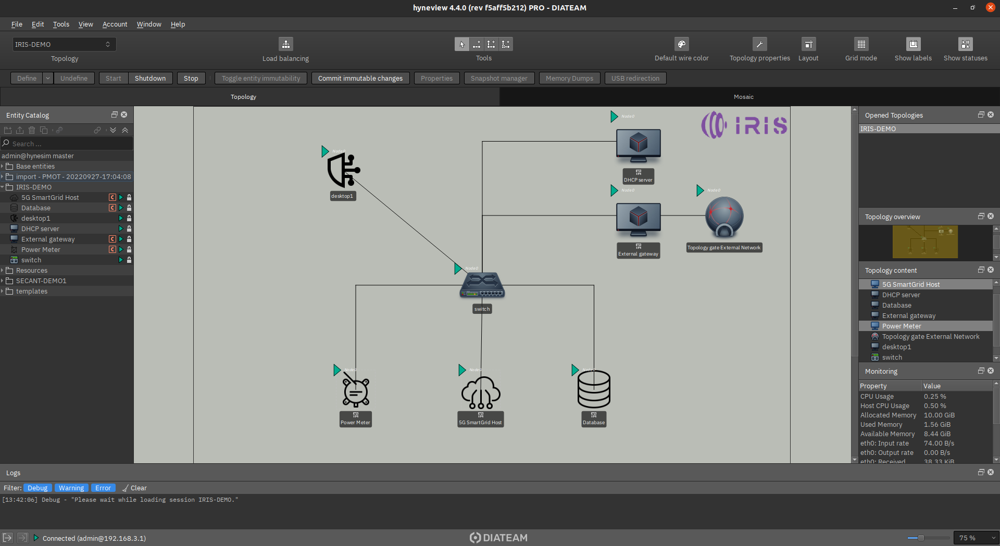 hyneview 4.4.0 (rev f5aff5b212) PRO - DIATEAM
File Edit Tools View Account Window Help
IRIS-DEMO
Topology
Load balancing
Tools
Default wire color
Topology properties
Layout
Grid mode
Show labels
Show statuses
Define Undefine Start Shutdown Stop Toggle entity immutability Commit immutable changes Properties Snapshot manager Memory Dumps USB redirection
Topology
Mosaic
Entity Catalog
Search ...
admin@hynesim master
Base entities
import - PMOT - 20220927-17:04:08
IRIS-DEMO
5G SmartGrid Host C
Database C
desktop1
DHCP server
External gateway C
Power Meter C
switch
Resources
SECANT-DEMO1
templates
Node0
IRIS
Node0
desktop1
DHCP server
Node0
Node0
External gateway
Topology gate External Network
Node0
switch
Node0
Node0
Node0
Power Meter
5G SmartGrid Host
Database
Opened Topologies
IRIS-DEMO
Topology overview
Topology content
5G SmartGrid Host
DHCP server
Database
External gateway
Power Meter
Topology gate External Network
desktop1
switch
Monitoring
Property Value
CPU Usage 0.25 %
Host CPU Usage 0.50 %
Allocated Memory 10.00 GiB
Used Memory 1.56 GiB
Available Memory 8.44 GiB
eth0: Input rate 74.00 B/s
eth0: Output rate 0.00 B/s
eth0: Received 38.33 KiB
Logs
Filter: Debug Warning Error Clear
[13:42:06] Debug - "Please wait while loading session IRIS-DEMO."
Connected (admin@192.168.3.1)
DIATEAM
75 %